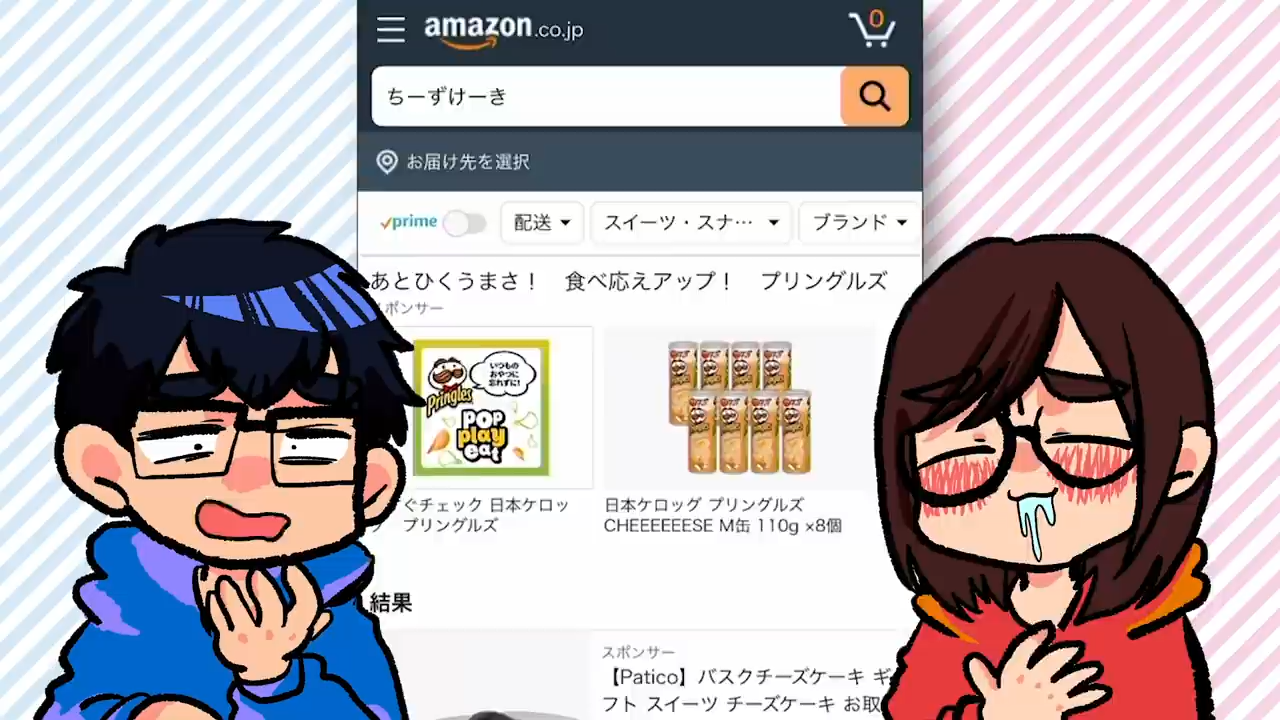 amazon.co.jp
0
ちーずけーき
お届け先を選択
prime
配送
スイーツ・スナ…
ブランド
あとひくうまさ！ 食べ応えアップ！ プリングルズ
ポンサー
いつもの
おやつに
忘れずに！
Pringles
POP
play
eat
ぐチェック 日本ケロッ
プリングルズ
日本ケロッグ プリングルズ
CHEEEEEESE M缶 110g ×8個
結果
スポンサー
【Patico】バスクチーズケーキ ギ
フト スイーツ チーズケーキ お取